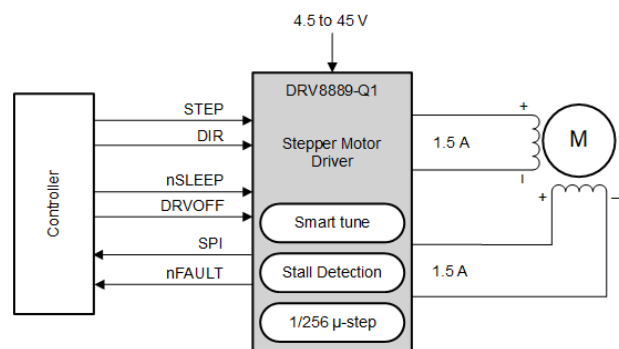 4.5 to 45 V
DRV8889-Q1
Stepper Motor
Driver
Controller
STEP
DIR
nSLEEP
DRVOFF
SPI
nFAULT
Smart tune
Stall Detection
1/256 µ-step
1.5 A
1.5 A
+
–
M
+
–